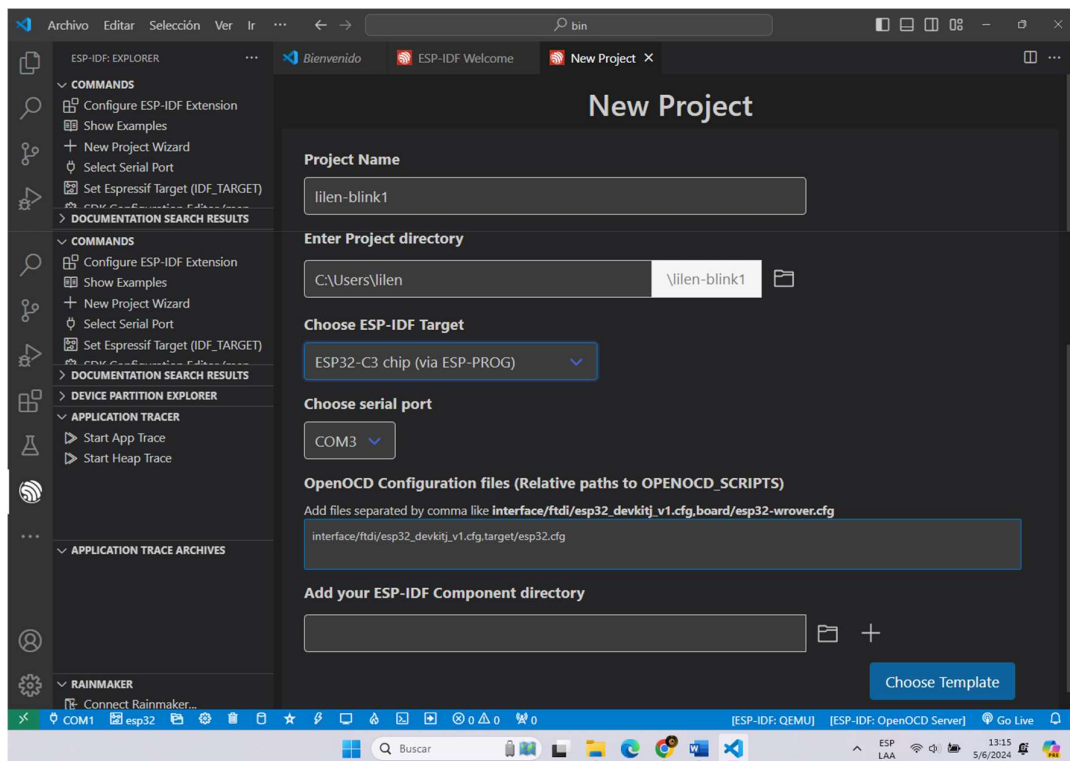 Archivo Editar Selección Ver Ir ··· bin
ESP-IDF: EXPLORER ···
Bienvenido ESP-IDF Welcome New Project
COMMANDS
Configure ESP-IDF Extension
Show Examples
New Project Wizard
Select Serial Port
Set Espressif Target (IDF_TARGET)
DOCUMENTATION SEARCH RESULTS
COMMANDS
Configure ESP-IDF Extension
Show Examples
New Project Wizard
Select Serial Port
Set Espressif Target (IDF_TARGET)
DOCUMENTATION SEARCH RESULTS
DEVICE PARTITION EXPLORER
APPLICATION TRACER
Start App Trace
Start Heap Trace
APPLICATION TRACE ARCHIVES
RAINMAKER
Connect Rainmaker...
New Project
Project Name
lilen-blink1
Enter Project directory
C:\Users\lilen \lilen-blink1
Choose ESP-IDF Target
ESP32-C3 chip (via ESP-PROG)
Choose serial port
COM3
OpenOCD Configuration files (Relative paths to OPENOCD_SCRIPTS)
Add files separated by comma like interface/ftdi/esp32_devkitj_v1.cfg,board/esp32-wrover.cfg
interface/ftdi/esp32_devkitj_v1.cfg,target/esp32.cfg
Add your ESP-IDF Component directory
Choose Template
COM1 esp32 0 0 0 [ESP-IDF: QEMU] [ESP-IDF: OpenOCD Server] Go Live
Buscar
ESP
LAA
13:15
5/6/2024
PRE